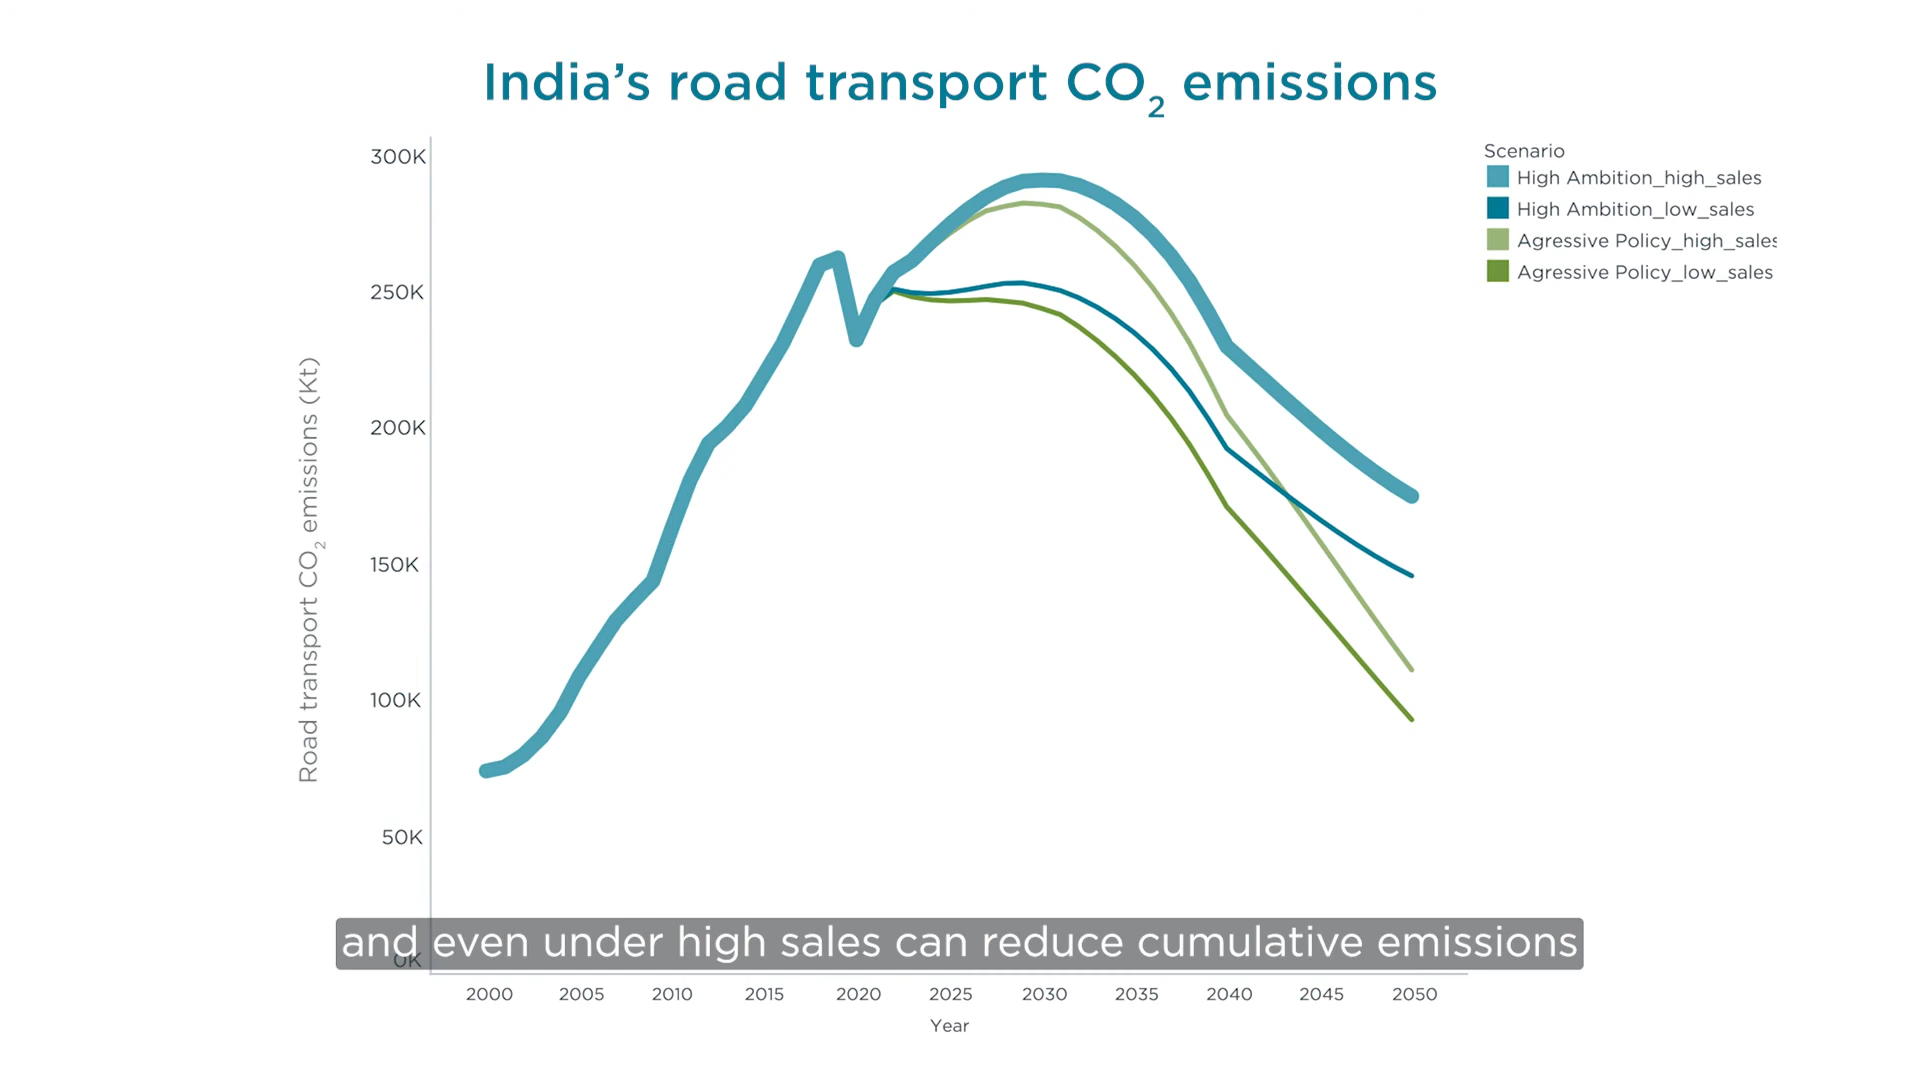 India's road transport CO₂ emissions
Scenario
High Ambition_high_sales
High Ambition_low_sales
Agressive Policy_high_sales
Agressive Policy_low_sales
Road transport CO₂ emissions (Kt)
300K
250K
200K
150K
100K
50K
0K
and even under high sales can reduce cumulative emissions
2000 2005 2010 2015 2020 2025 2030 2035 2040 2045 2050
Year